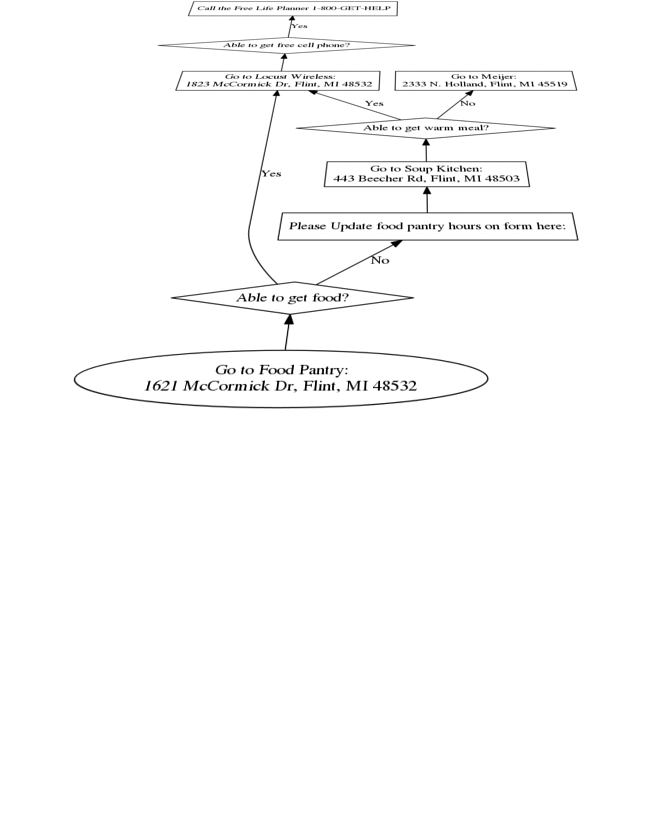 Call the Free Life Planner 1-800-GET-HELP
Yes
Able to get free cell phone?
Go to Locust Wireless:
1823 McCormick Dr, Flint, MI 48532
Go to Meijer:
2333 N. Holland, Flint, MI 45519
Yes
No
Able to get warm meal?
Yes
Go to Soup Kitchen:
443 Beecher Rd, Flint, MI 48503
Please Update food pantry hours on form here:
No
Able to get food?
Go to Food Pantry:
1621 McCormick Dr, Flint, MI 48532